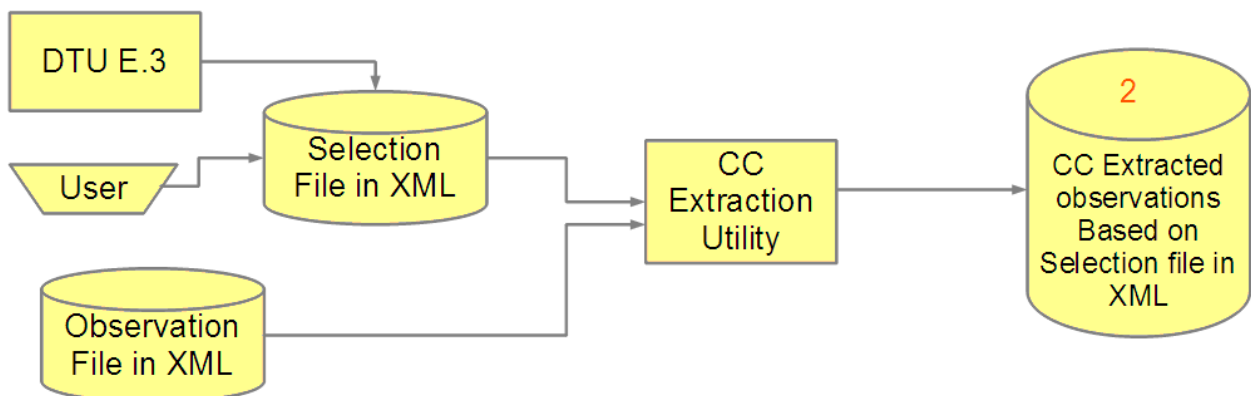 DTU E.3
User
Selection
File in XML
Observation
File in XML
CC
Extraction
Utility
2
CC Extracted
observations
Based on
Selection file in
XML